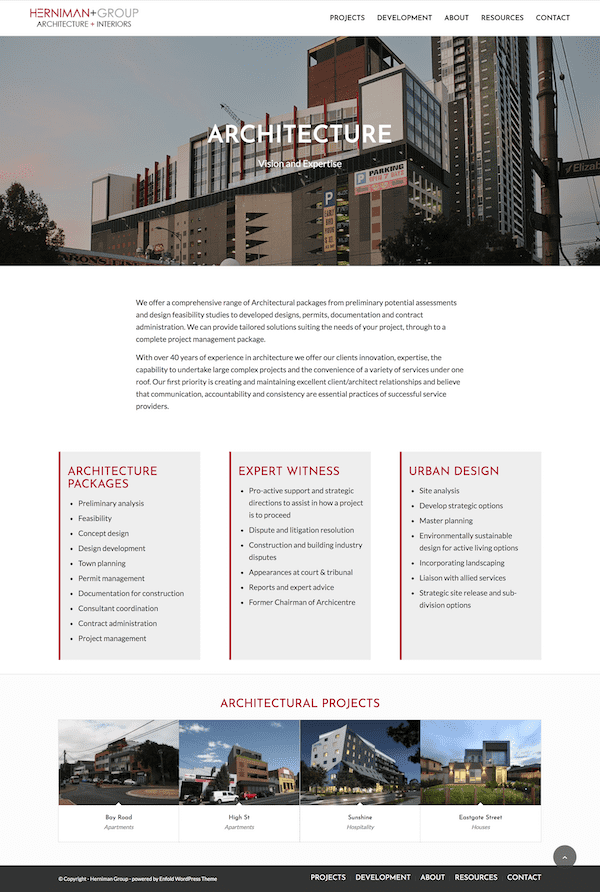 HERNIMAN+GROUP
ARCHITECTURE + INTERIORS
PROJECTS DEVELOPMENT ABOUT RESOURCES CONTACT
ARCHITECTURE
Vision and Expertise
PARKING
Elizab
P
We offer a comprehensive range of Architectural packages from preliminary potential assessments
and design feasibility studies to developed designs, permits, documentation and contract
administration. We can provide tailored solutions suiting the needs of your project, through to a
complete project management package.
With over 40 years of experience in architecture we offer our clients innovation, expertise, the
capability to undertake large complex projects and the convenience of a variety of services under one
roof. Our first priority is creating and maintaining excellent client/architect relationships and believe
that communication, accountability and consistency are essential practices of successful service
providers.
ARCHITECTURE
PACKAGES
• Preliminary analysis
• Feasibility
• Concept design
• Design development
• Town planning
• Permit management
• Documentation for construction
• Consultant coordination
• Contract administration
• Project management
EXPERT WITNESS
• Pro-active support and strategic
directions to assist in how a project
is to proceed
• Dispute and litigation resolution
• Construction and building industry
disputes
• Appearances at court & tribunal
• Reports and expert advice
• Former Chairman of Archicentre
URBAN DESIGN
• Site analysis
• Develop strategic options
• Master planning
• Environmentally sustainable
design for active living options
• Incorporating landscaping
• Liaison with allied services
• Strategic site release and sub-
division options
ARCHITECTURAL PROJECTS
Bay Road
Apartments
High St
Apartments
Sunshine
Hospitality
Eastgate Street
Houses
© Copyright - Herniman Group - powered by Enfold WordPress Theme
PROJECTS DEVELOPMENT ABOUT RESOURCES CONTACT